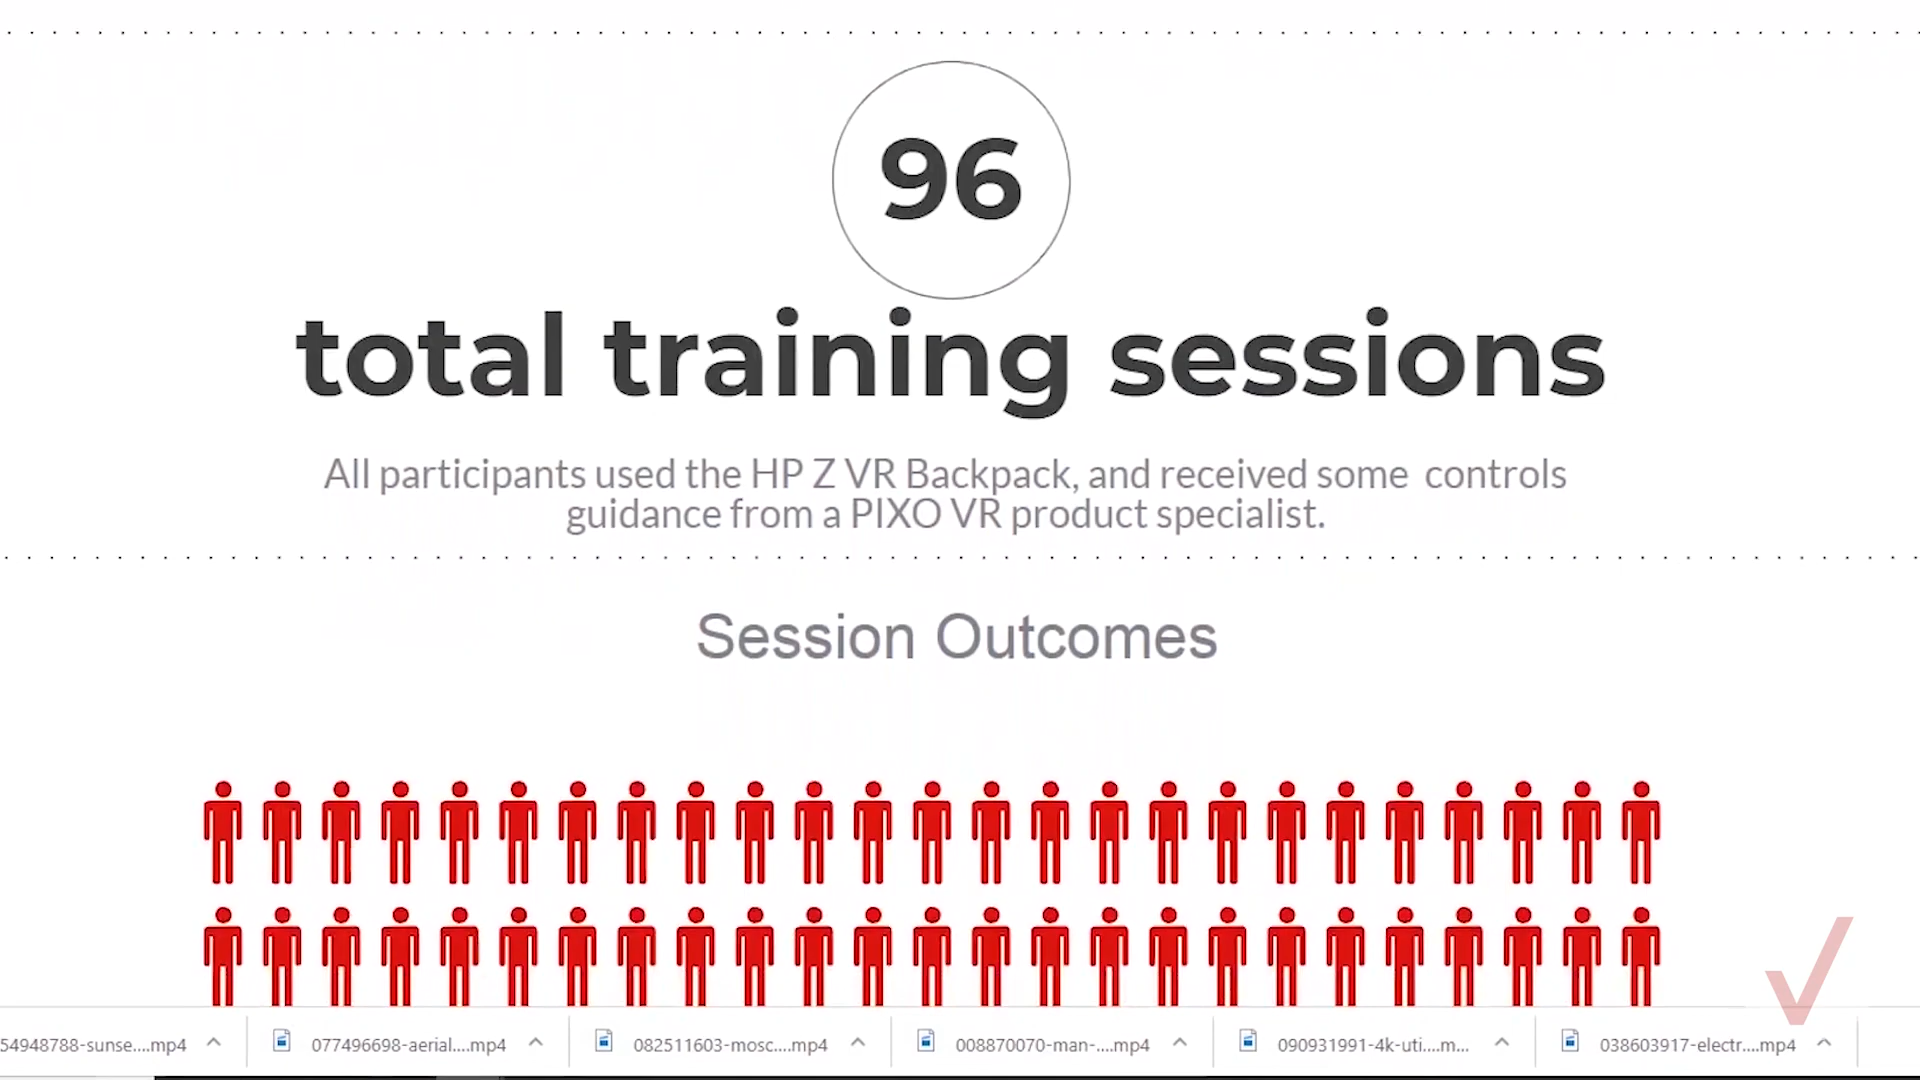 96
total training sessions
All participants used the HP Z VR Backpack, and received some controls
guidance from a PIXO VR product specialist.
Session Outcomes
54948788-sunse....mp4
077496698-aerial....mp4
082511603-mosc....mp4
008870070-man-....mp4
090931991-4k-uti....m...
038603917-electr....mp4